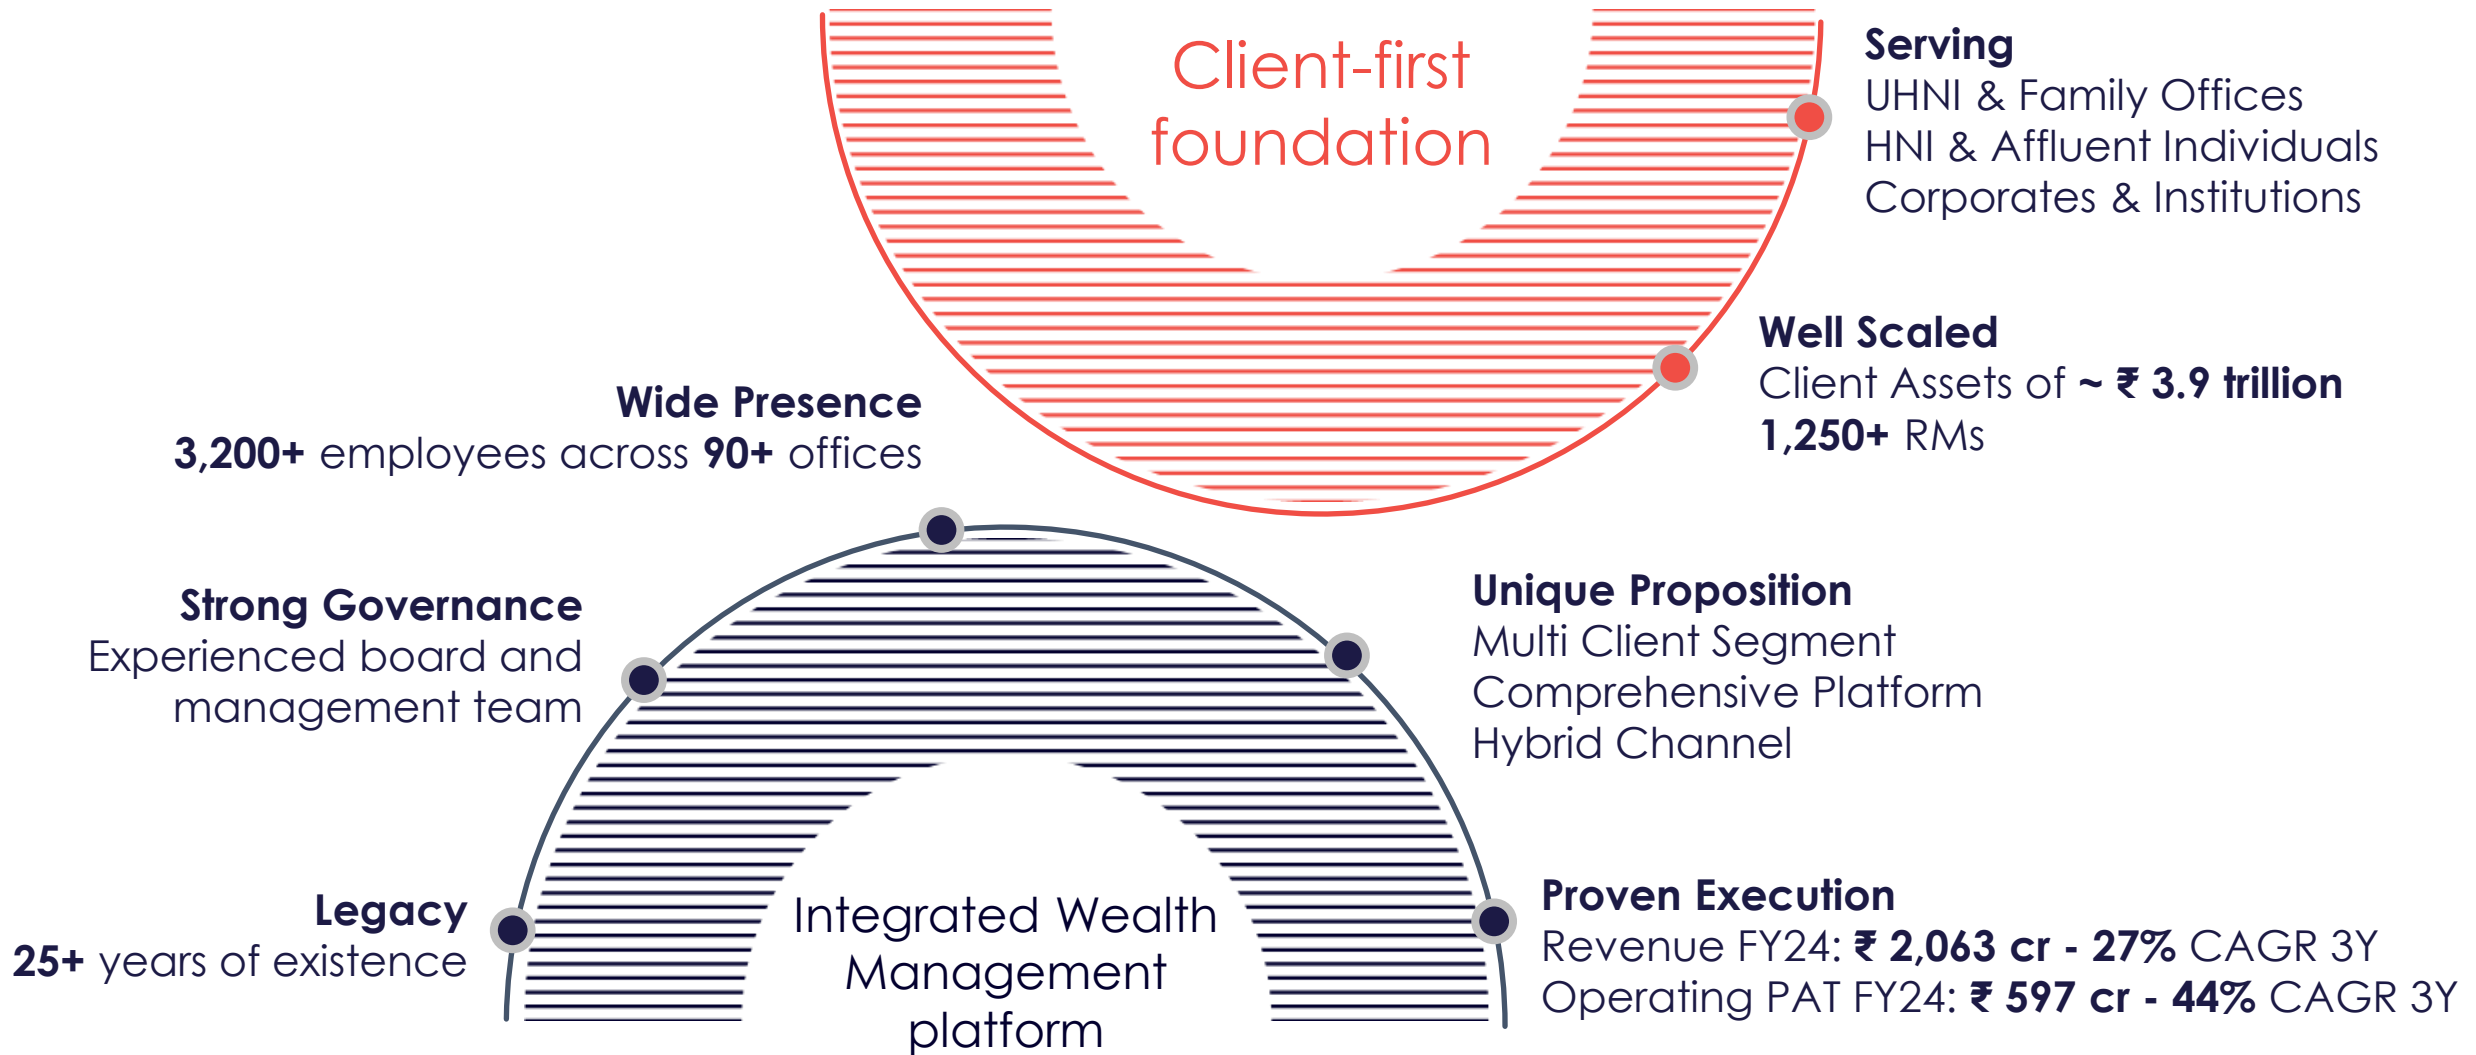 Client-first
foundation
Serving
UHNI & Family Offices
HNI & Affluent Individuals
Corporates & Institutions
Well Scaled
Client Assets of ~ ₹ 3.9 trillion
1,250+ RMs
Wide Presence
3,200+ employees across 90+ offices
Strong Governance
Experienced board and
management team
Legacy
25+ years of existence
Integrated Wealth
Management
platform
Unique Proposition
Multi Client Segment
Comprehensive Platform
Hybrid Channel
Proven Execution
Revenue FY24: ₹ 2,063 cr - 27% CAGR 3Y
Operating PAT FY24: ₹ 597 cr - 44% CAGR 3Y